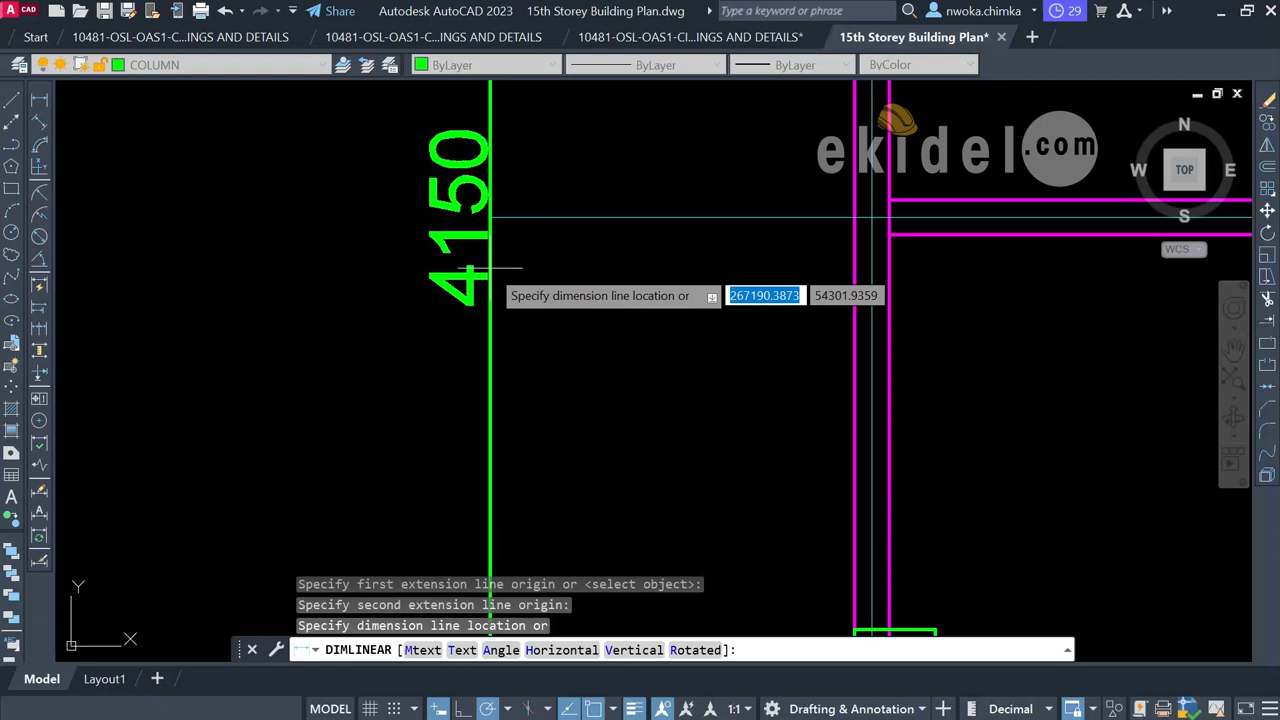 A CAD
Share
Autodesk AutoCAD 2023
15th Storey Building Plan.dwg
Type a keyword or phrase
nwoka.chimka
29
Start
10481-OSL-OAS1-C...INGS AND DETAILS
10481-OSL-OAS1-C...INGS AND DETAILS
10481-OSL-OAS1-CI...INGS AND DETAILS*
15th Storey Building Plan*
COLUMN
ByLayer
ByLayer
ByLayer
ByColor
4150
ekidel.com
N
W
TOP
E
S
WCS
Specify dimension line location or
267190.3873
54301.9359
A
Y
X
Specify first extension line origin or <select object>:
Specify second extension line origin:
Specify dimension line location or
DIMLINEAR [Mtext Text Angle Horizontal Vertical Rotated]:
Model
Layout1
MODEL
1:1
Drafting & Annotation
Decimal